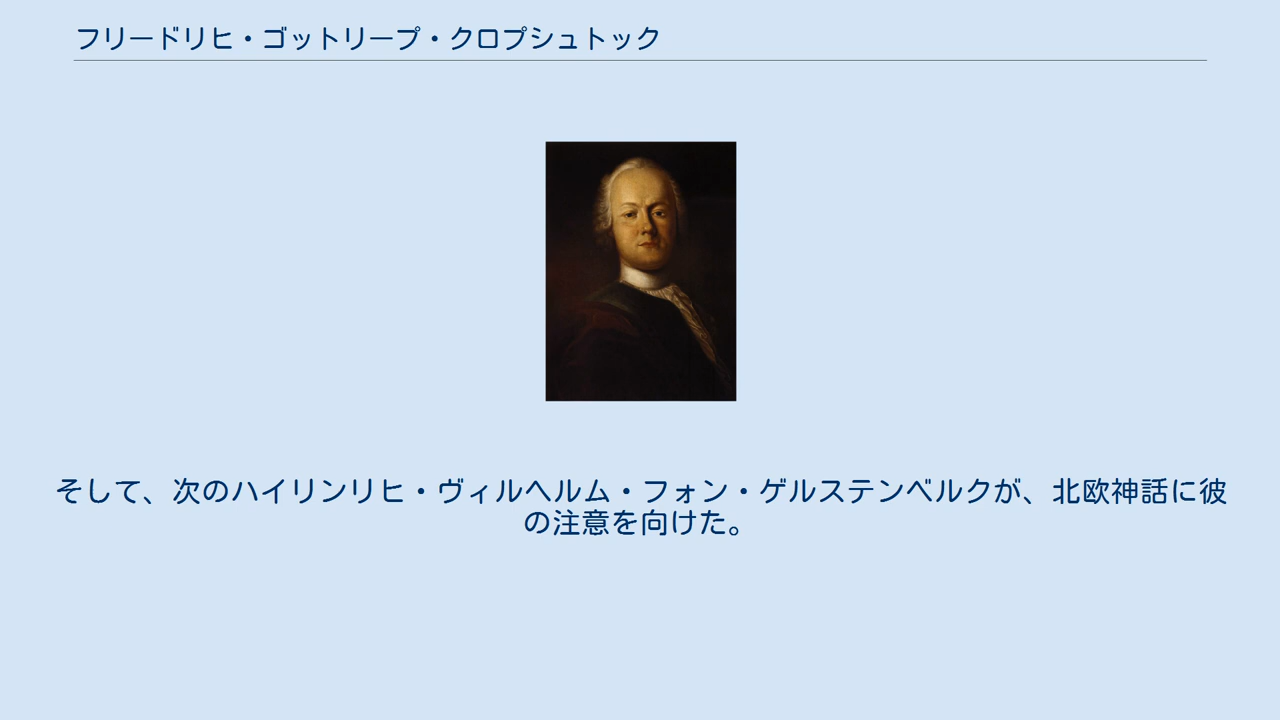 フリードリヒ・ゴットリープ・クロプシュトック
そして、次のハイリンリヒ・ヴィルヘルム・フォン・ゲルステンベルクが、北欧神話に彼
の注意を向けた。